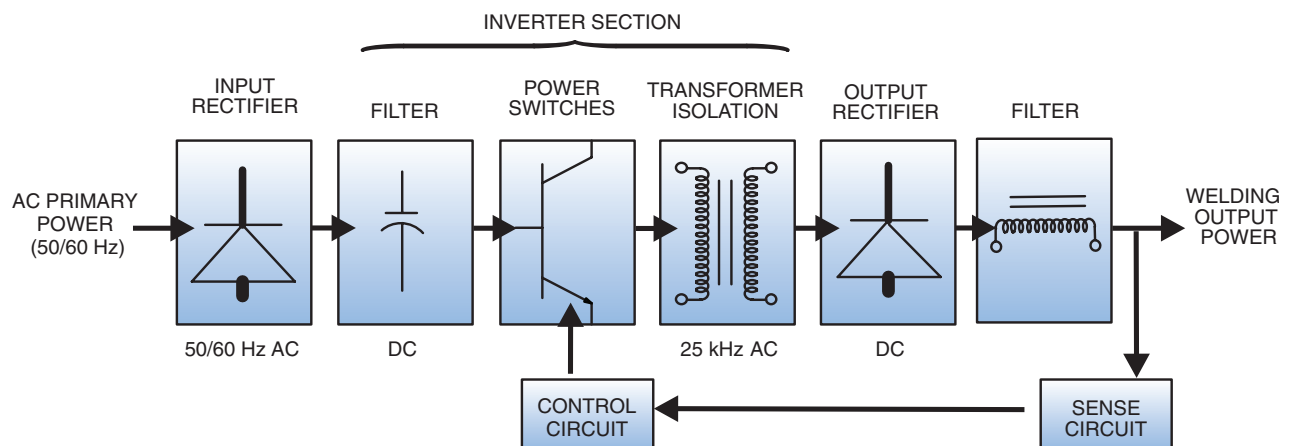 INVERTER SECTION
INPUT
RECTIFIER
FILTER
POWER
SWITCHES
TRANSFORMER
ISOLATION
OUTPUT
RECTIFIER
FILTER
AC PRIMARY
POWER
(50/60 Hz)
WELDING
OUTPUT
POWER
50/60 Hz AC
DC
25 kHz AC
DC
CONTROL
CIRCUIT
SENSE
CIRCUIT